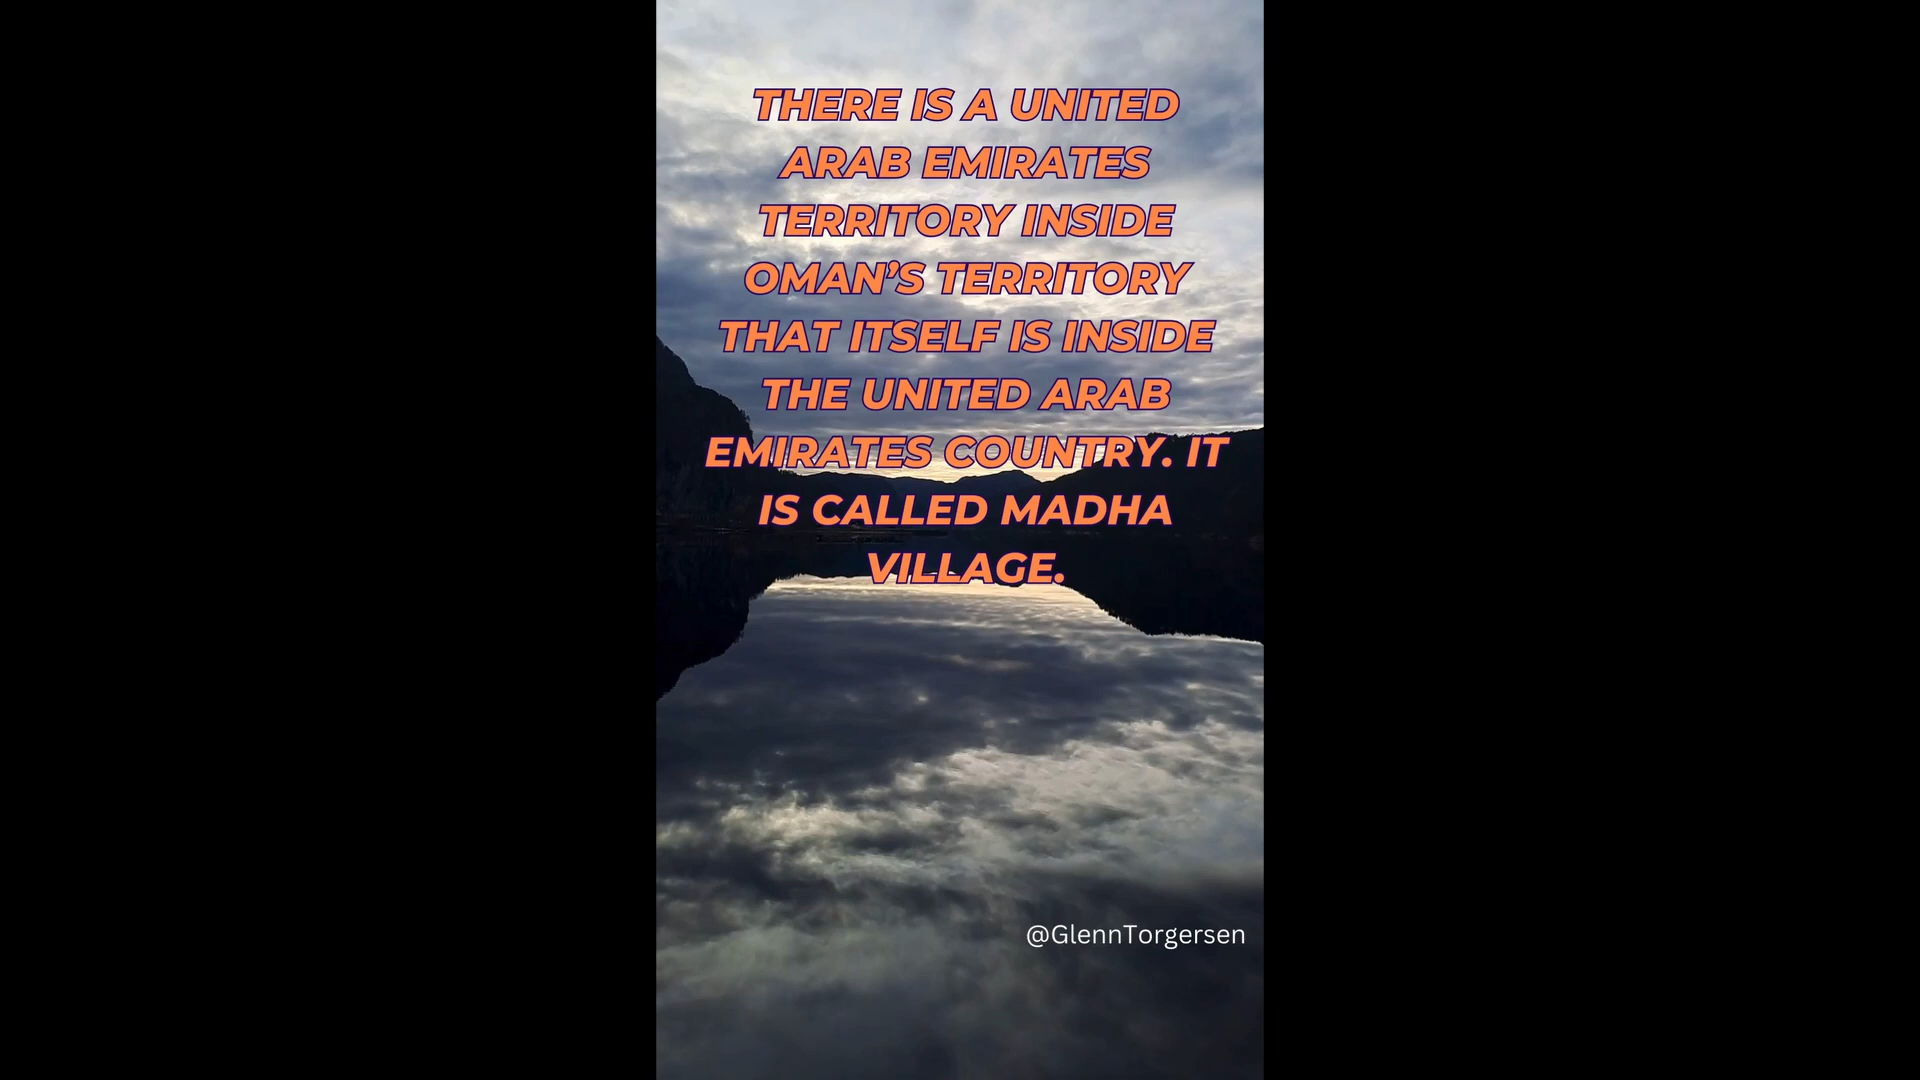 THERE IS A UNITED
ARAB EMIRATES
TERRITORY INSIDE
OMAN’S TERRITORY
THAT ITSELF IS INSIDE
THE UNITED ARAB
EMIRATES COUNTRY. IT
IS CALLED MADHA
VILLAGE.
@GlennTorgersen